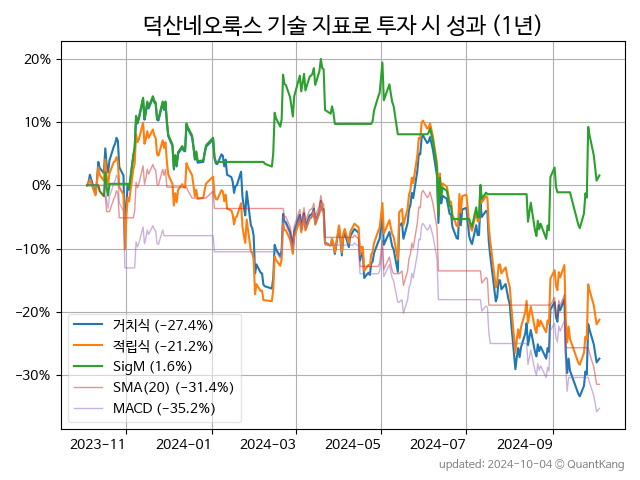 덕산네오룩스 기술 지표로 투자 시 성과 (1년)
20%
10%
0%
−10%
−20%
−30%
거치식 (−27.4%)
적립식 (−21.2%)
SigM (1.6%)
SMA(20) (−31.4%)
MACD (−35.2%)
2023-11
2024-01
2024-03
2024-05
2024-07
2024-09
updated: 2024-10-04 ⓒ QuantKang